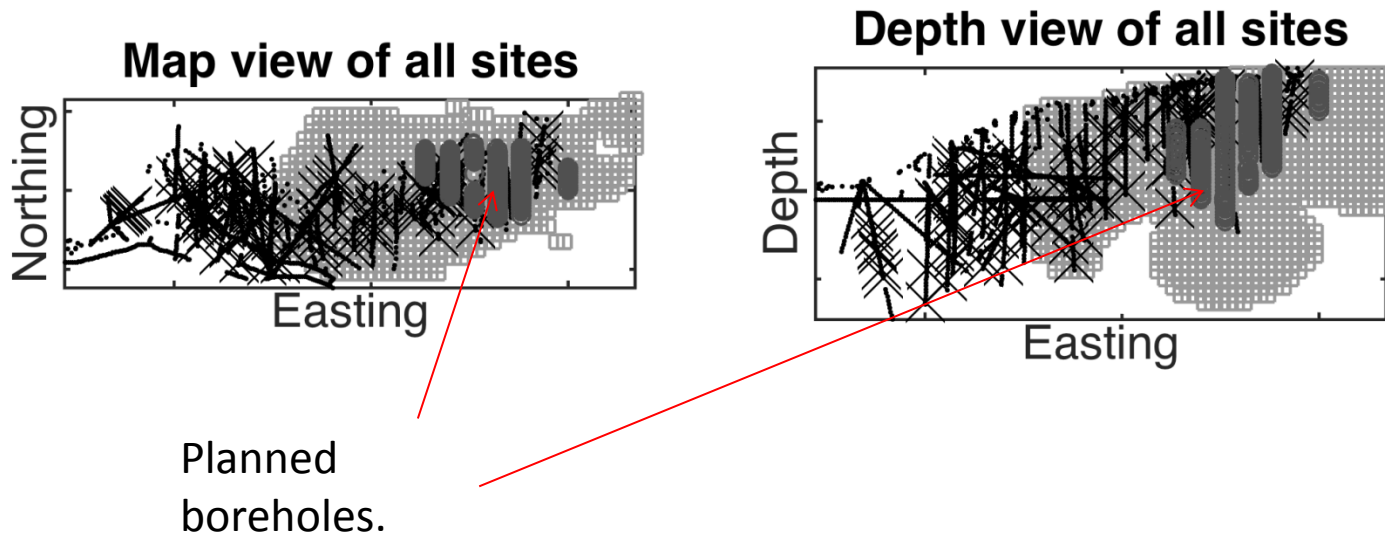 Map view of all sites
Northing
Easting
Depth view of all sites
Depth
Easting
Planned
boreholes.